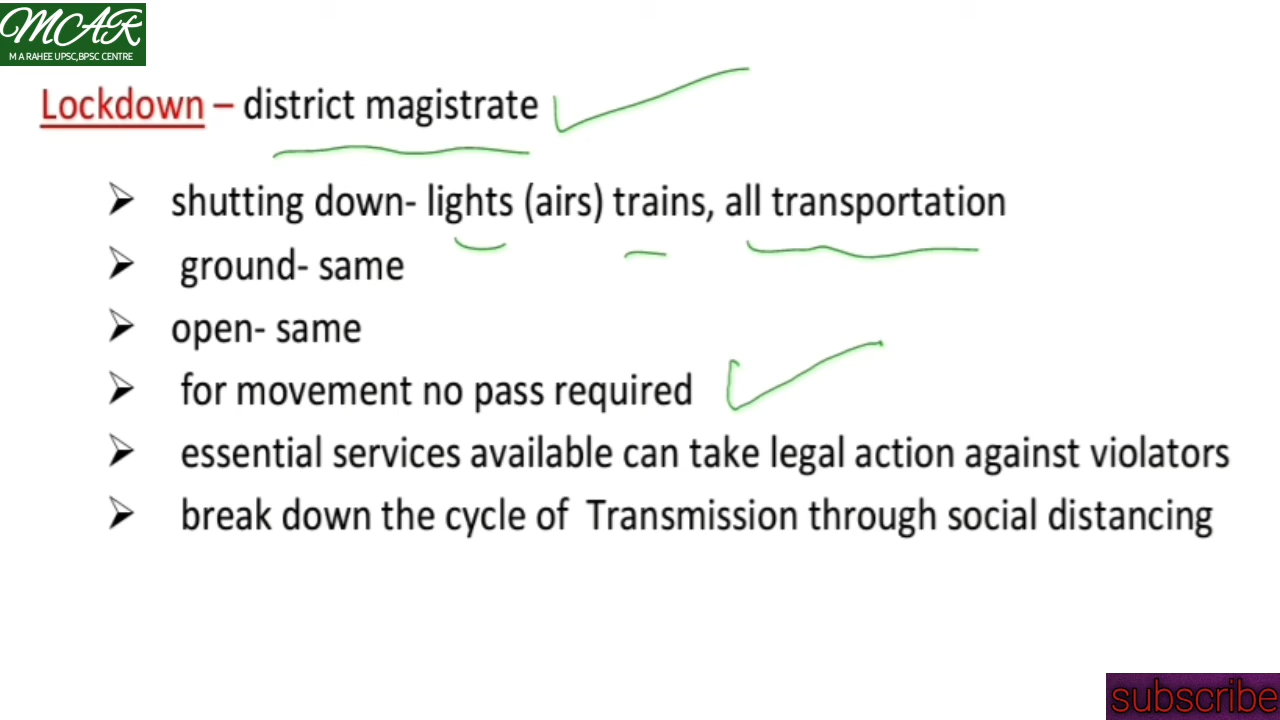 MCAR
M A RAHEE UPSC,BPSC CENTRE
Lockdown – district magistrate
shutting down- lights (airs) trains, all transportation
ground- same
open- same
for movement no pass required
essential services available can take legal action against violators
break down the cycle of Transmission through social distancing
subscribe